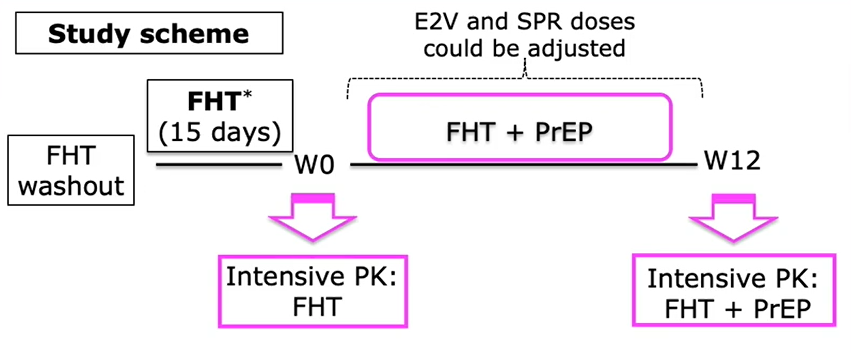 Study scheme
E2V and SPR doses
could be adjusted
FHT*
(15 days)
FHT + PrEP
FHT
washout
W0
W12
Intensive PK:
FHT
Intensive PK:
FHT + PrEP